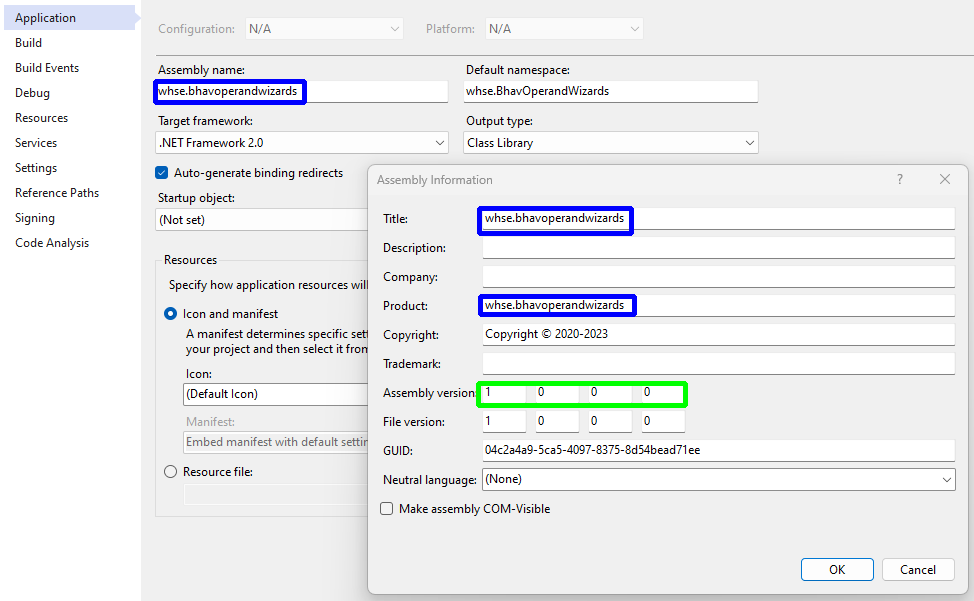 Application
Build
Build Events
Debug
Resources
Services
Settings
Reference Paths
Signing
Code Analysis
Configuration: N/A Platform: N/A
Assembly name: Default namespace:
whse.bhavoperandwizards whse.BhavOperandWizards
Target framework: Output type:
.NET Framework 2.0 Class Library
Auto-generate binding redirects
Startup object:
(Not set)
Resources
Specify how application resources wil
Icon and manifest
A manifest determines specific sett
your project and then select it from
Icon:
(Default Icon)
Manifest:
Embed manifest with default settin
Resource file:
Assembly Information ?
Title: whse.bhavoperandwizards
Description:
Company:
Product: whse.bhavoperandwizards
Copyright: Copyright © 2020-2023
Trademark:
Assembly version: 1 0 0 0
File version: 1 0 0 0
GUID: 04c2a4a9-5ca5-4097-8375-8d54bead71ee
Neutral language: (None)
Make assembly COM-Visible
OK Cancel